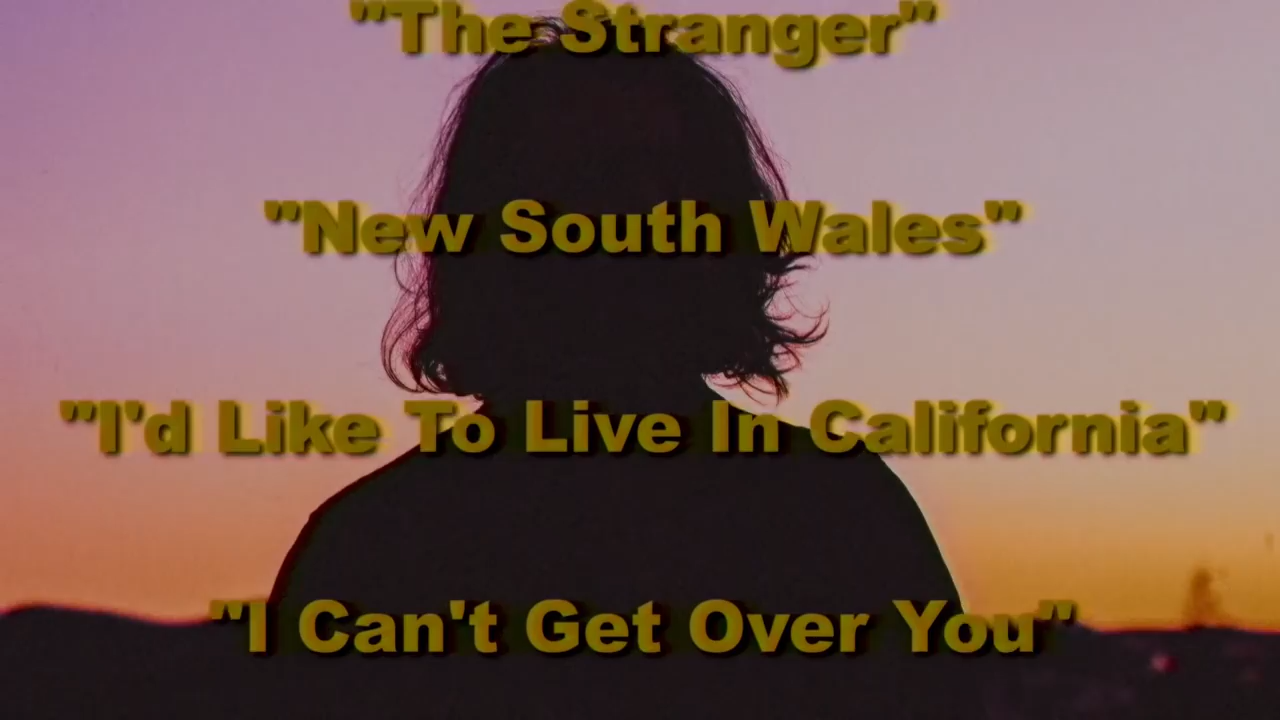 "The Stranger"
"New South Wales"
"I'd Like To Live In California"
"I Can't Get Over You"